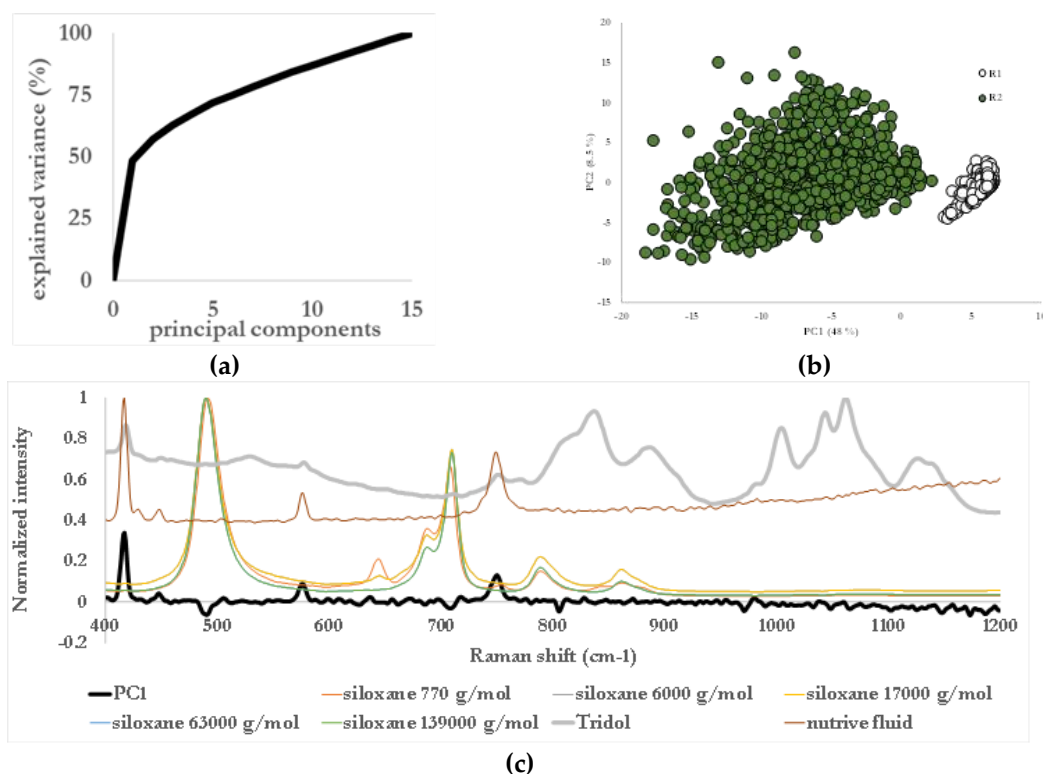 100
75
50
25
0
explained variance (%)
0 5 10 15
principal components
(a)
20
15
10
5
0
-5
-10
-15
PC2 (8.5 %)
R1
R2
-20 -15 -10 -5 0 5 10
PC1 (48 %)
(b)
1
0.8
0.6
0.4
0.2
0
-0.2
Normalized intensity
400 500 600 700 800 900 1000 1100 1200
Raman shift (cm-1)
PC1 siloxane 770 g/mol siloxane 6000 g/mol siloxane 17000 g/mol
siloxane 63000 g/mol siloxane 139000 g/mol Tridol nutrive fluid
(c)